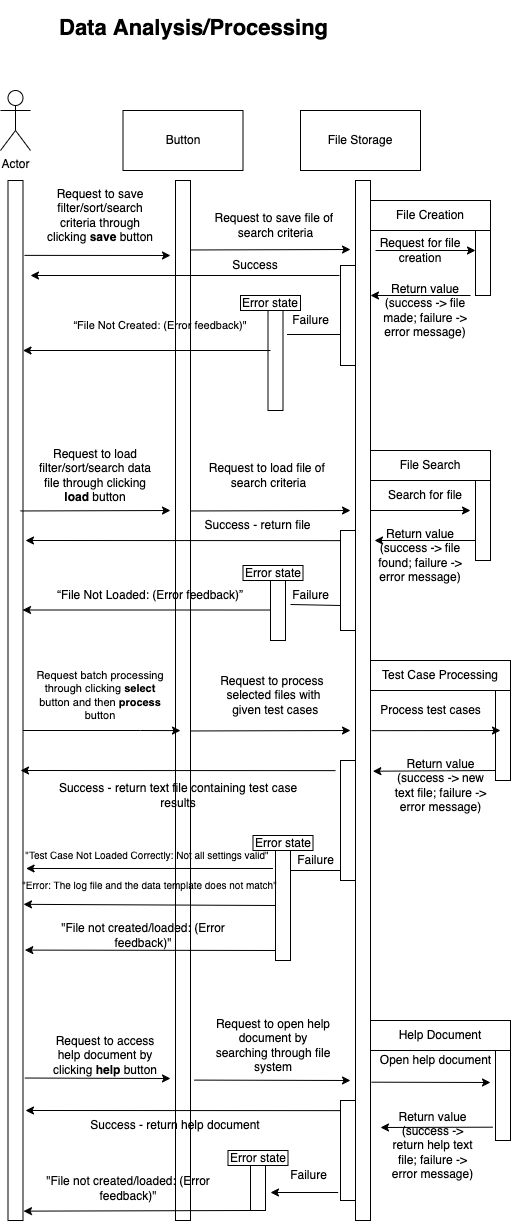 Data Analysis/Processing
Actor
Button
File Storage
Request to save
filter/sort/search
criteria through
clicking save button
Request to save file of
search criteria
File Creation
Request for file
creation
Success
Return value
(success -> file
made; failure ->
error message)
Error state
Failure
"File Not Created: (Error feedback)"
Request to load
filter/sort/search data
file through clicking
load button
Request to load file of
search criteria
File Search
Search for file
Success - return file
Return value
(success -> file
found; failure ->
error message)
Error state
Failure
“File Not Loaded: (Error feedback)”
Request batch processing
through clicking select
button and then process
button
Request to process
selected files with
given test cases
Test Case Processing
Process test cases
Return value
(success -> new
text file; failure ->
error message)
Success - return text file containing test case
results
Error state
Failure
"Test Case Not Loaded Correctly: Not all settings valid"
"Error: The log file and the data template does not match"
"File not created/loaded: (Error
feedback)"
Request to access
help document by
clicking help button
Request to open help
document by
searching through file
system
Help Document
Open help document
Success - return help document
Return value
(success ->
return help text
file; failure ->
error message)
Error state
Failure
"File not created/loaded: (Error
feedback)"